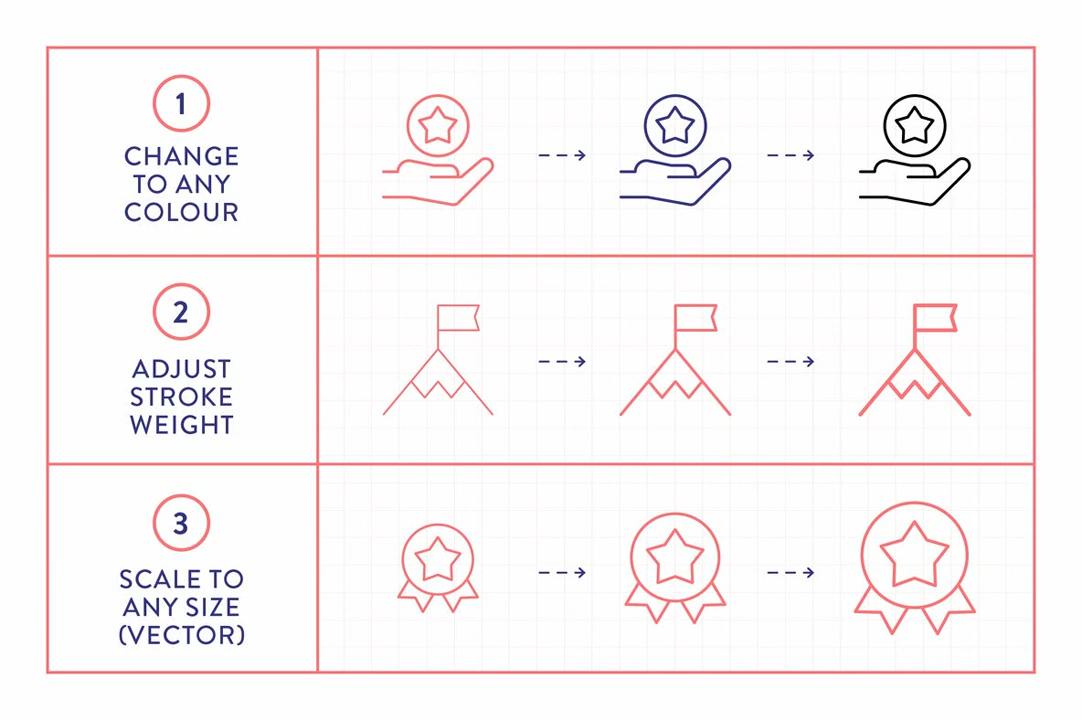 1
CHANGE
TO ANY
COLOUR
2
ADJUST
STROKE
WEIGHT
3
SCALE TO
ANY SIZE
(VECTOR)